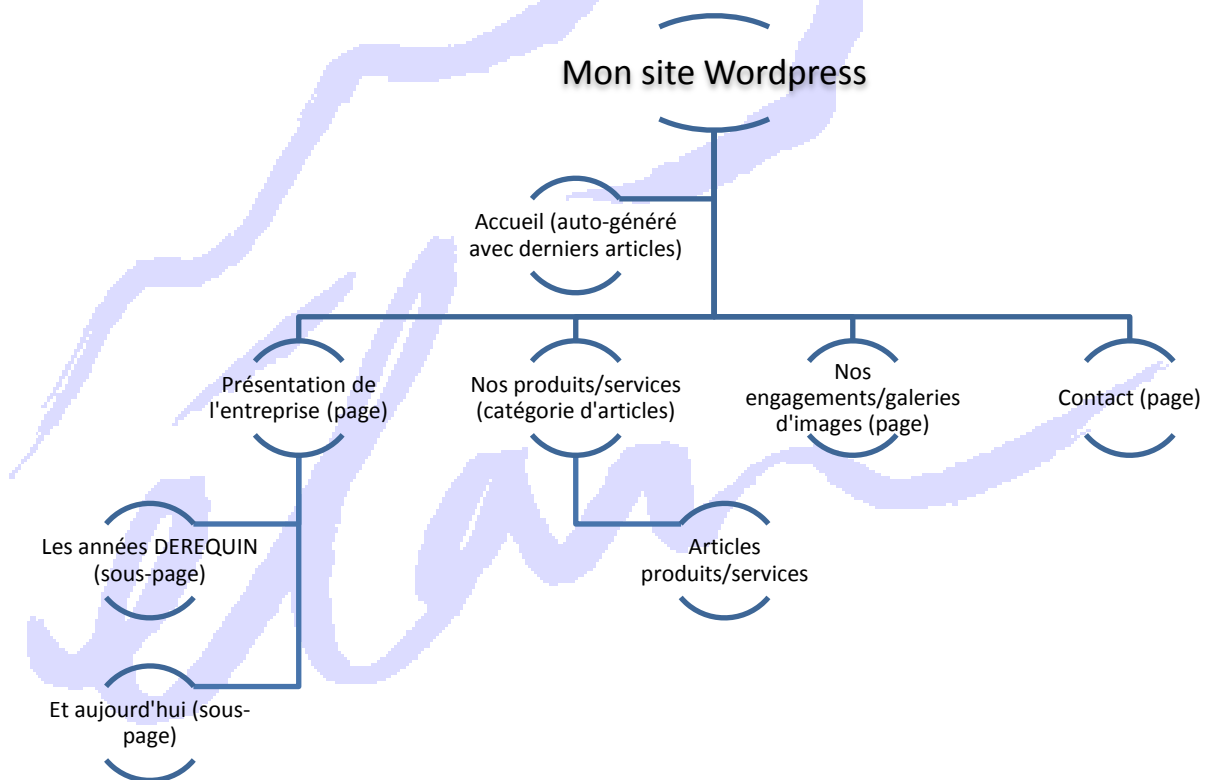 Mon site Wordpress
Accueil (auto-généré
avec derniers articles)
Présentation de
l'entreprise (page)
Nos produits/services
(catégorie d'articles)
Nos
engagements/galeries
d'images (page)
Contact (page)
Les années DEREQUIN
(sous-page)
Articles
produits/services
Et aujourd'hui (sous-
page)
elan